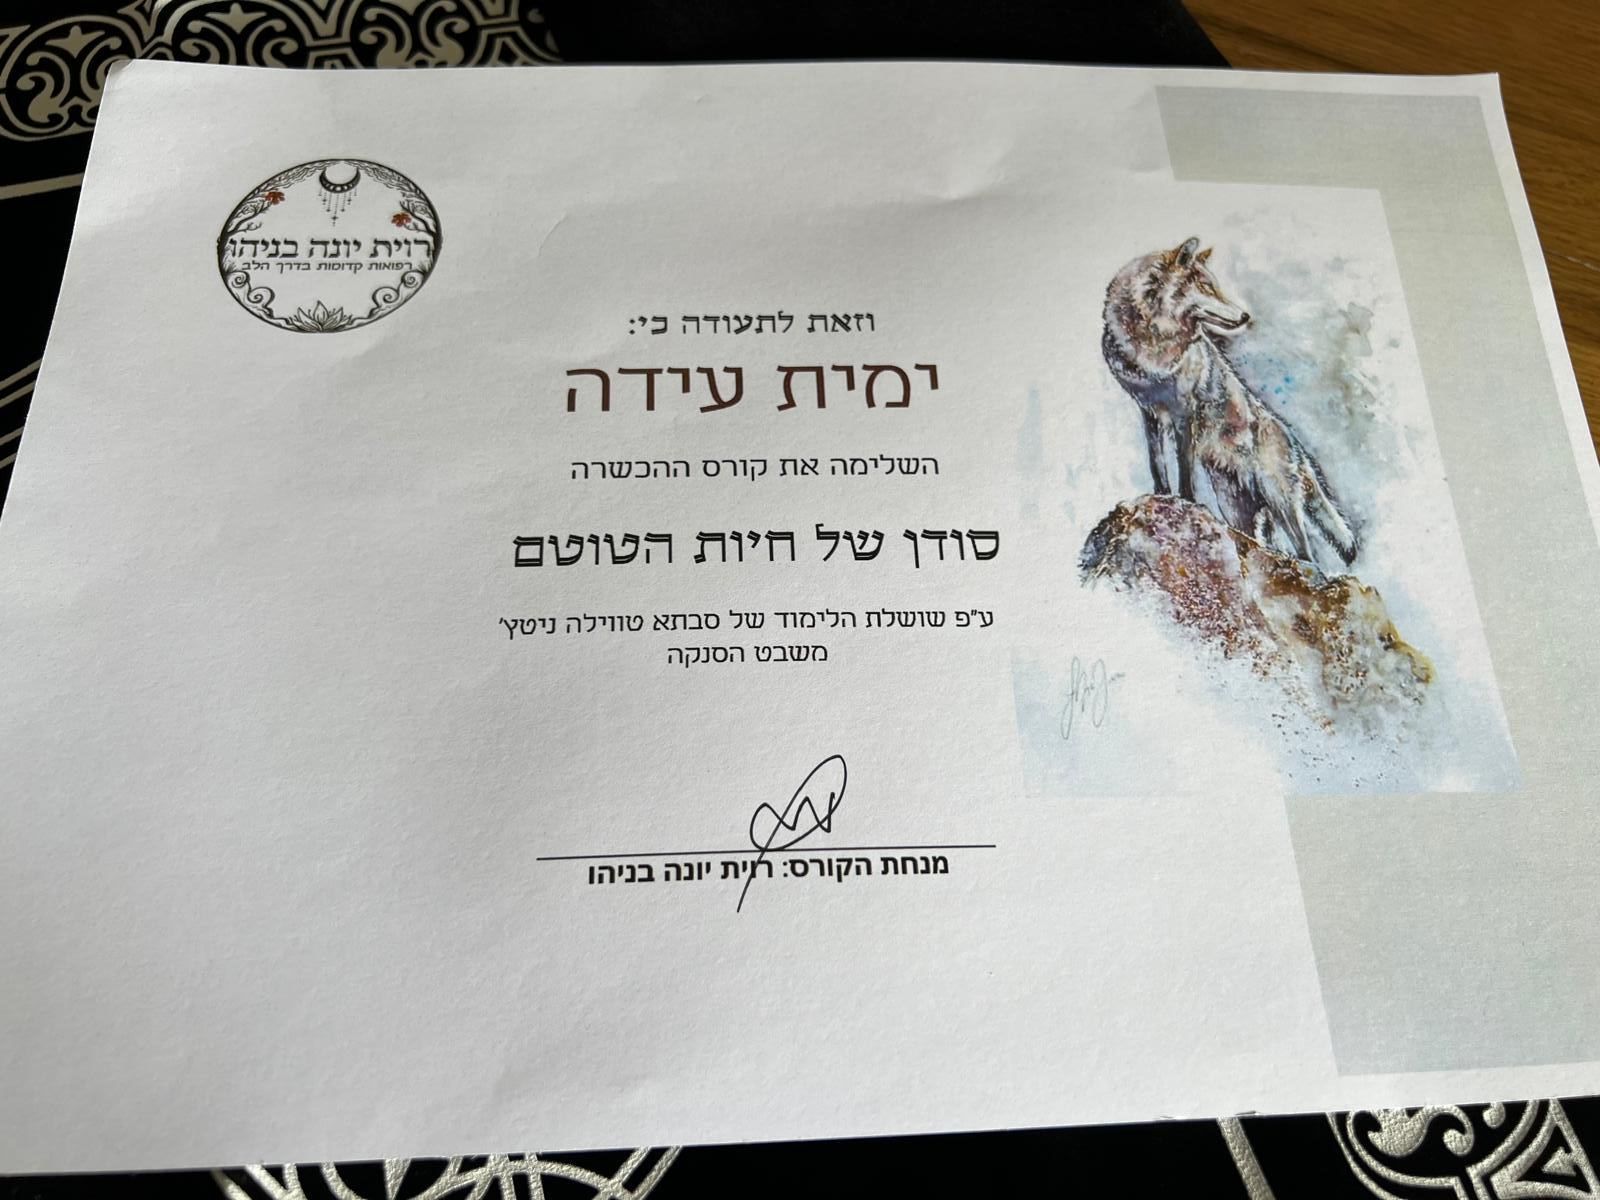 רוית יונה בניהו
רפואות קדומות בדרך הלב
וזאת לתעודה כי:
ימית עידה
השלימה את קורס ההכשרה
סודן של חיות הטוטם
ע"פ שושלת הלימוד של סבתא טווילה ניטץ'
משבט הסנקה
מנחת הקורס: רוית יונה בניהו